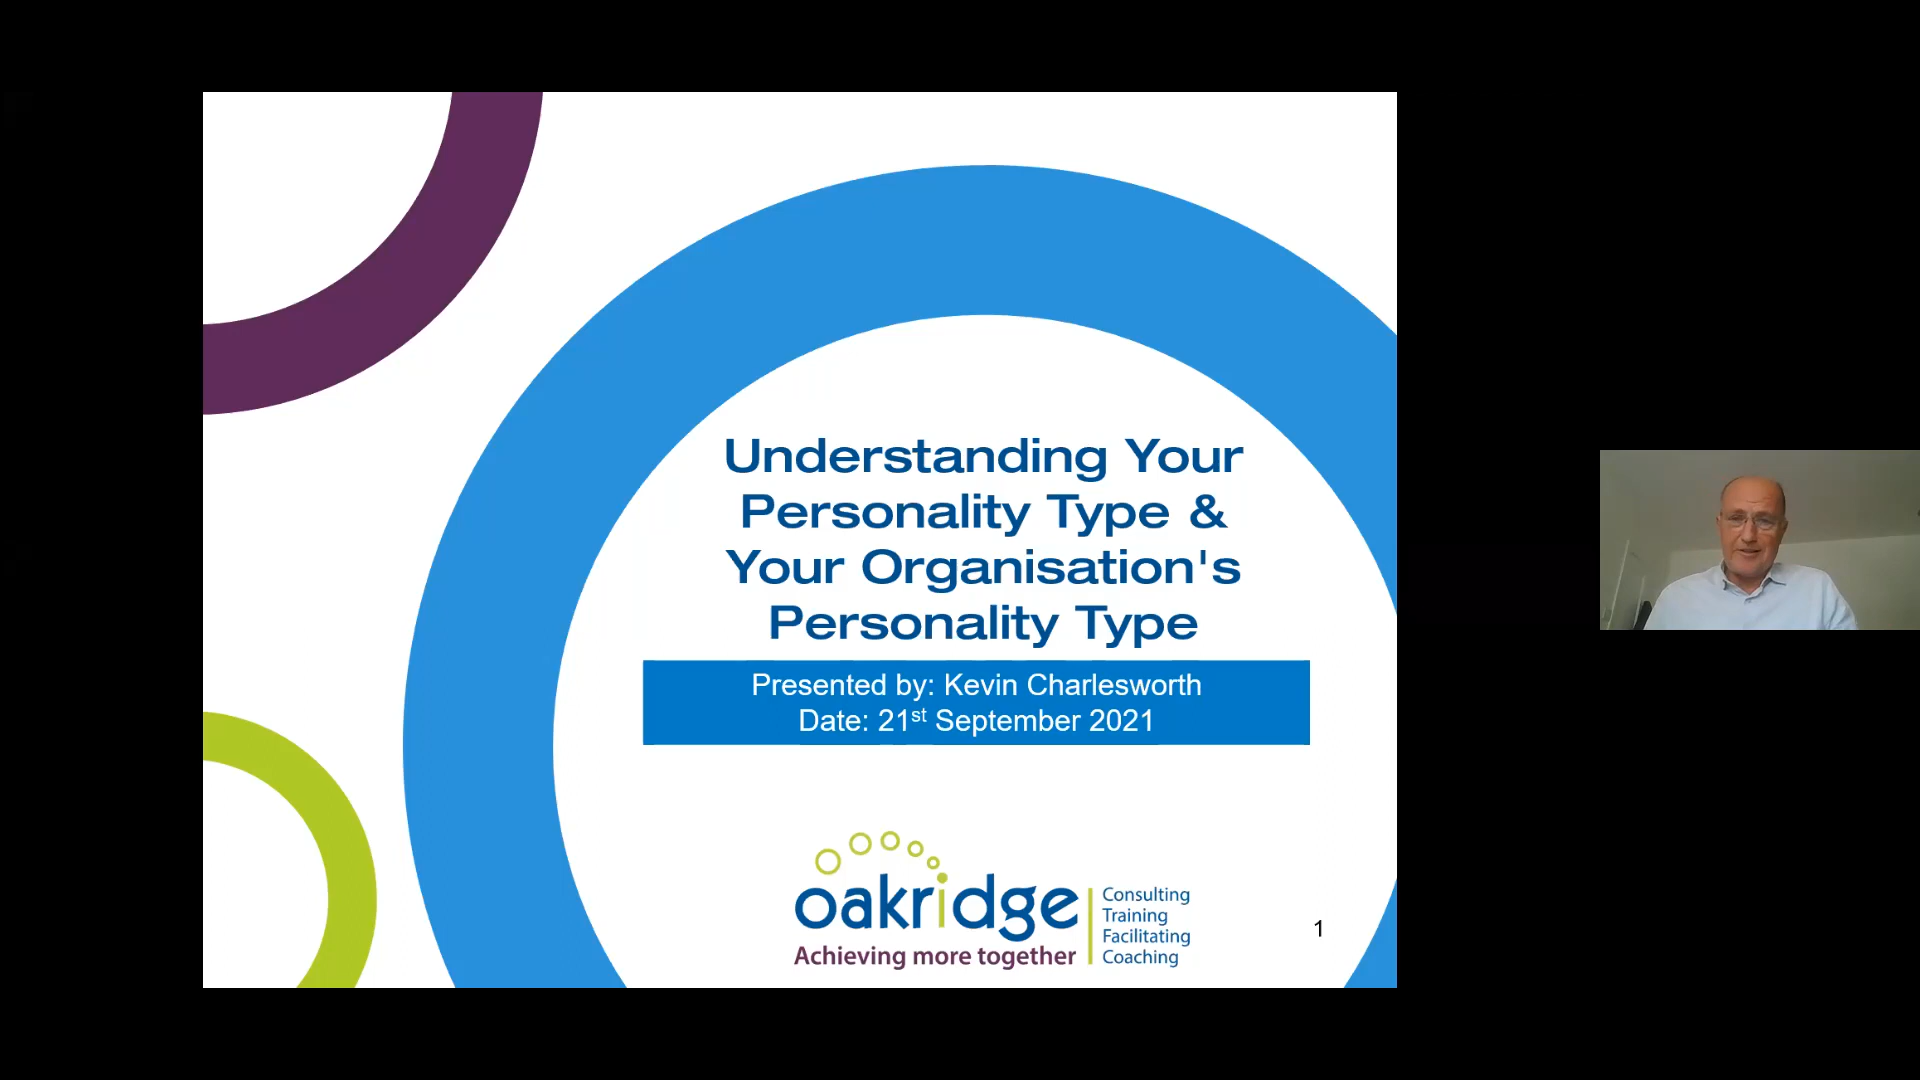 Understanding Your
Personality Type &
Your Organisation's
Personality Type
Presented by: Kevin Charlesworth
Date: 21st September 2021
oakridge
Achieving more together
Consulting
Training
Facilitating
Coaching
1